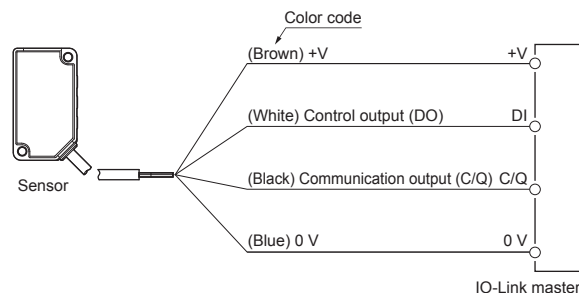 Color code
(Brown) +V +V
(White) Control output (DO) DI
(Black) Communication output (C/Q) C/Q
Sensor
(Blue) 0 V 0 V
IO-Link master